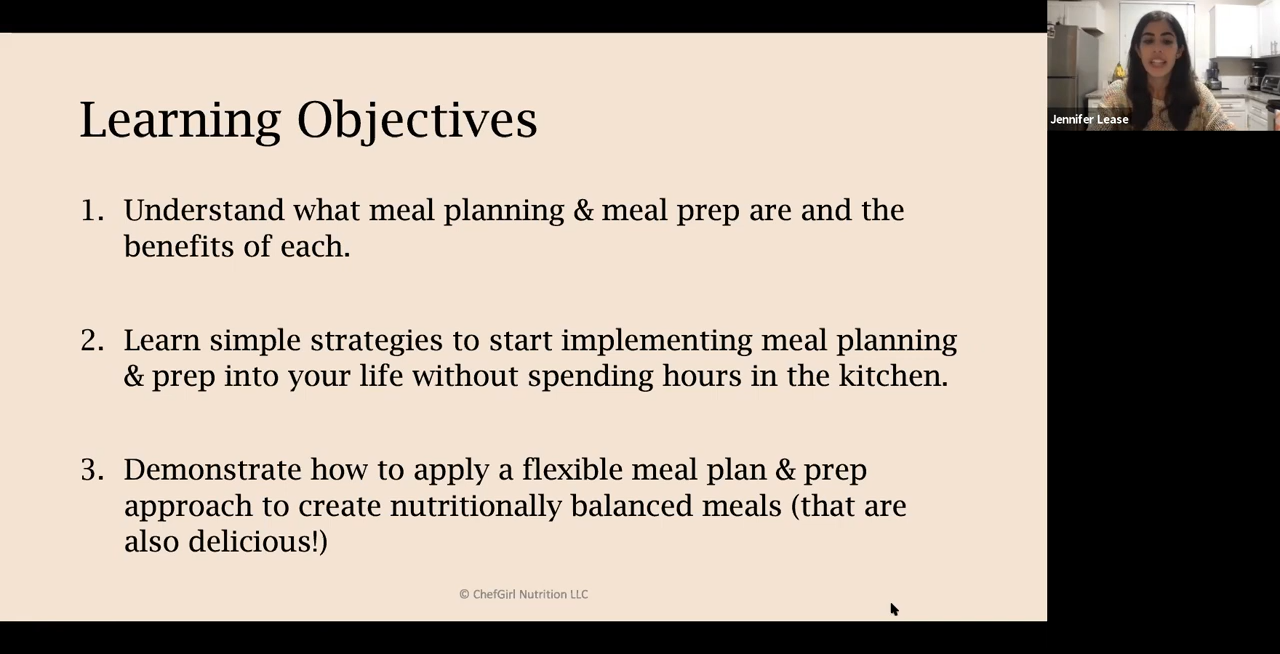 Learning Objectives
1. Understand what meal planning & meal prep are and the
benefits of each.
2. Learn simple strategies to start implementing meal planning
& prep into your life without spending hours in the kitchen.
3. Demonstrate how to apply a flexible meal plan & prep
approach to create nutritionally balanced meals (that are
also delicious!)
© ChefGirl Nutrition LLC
Jennifer Lease